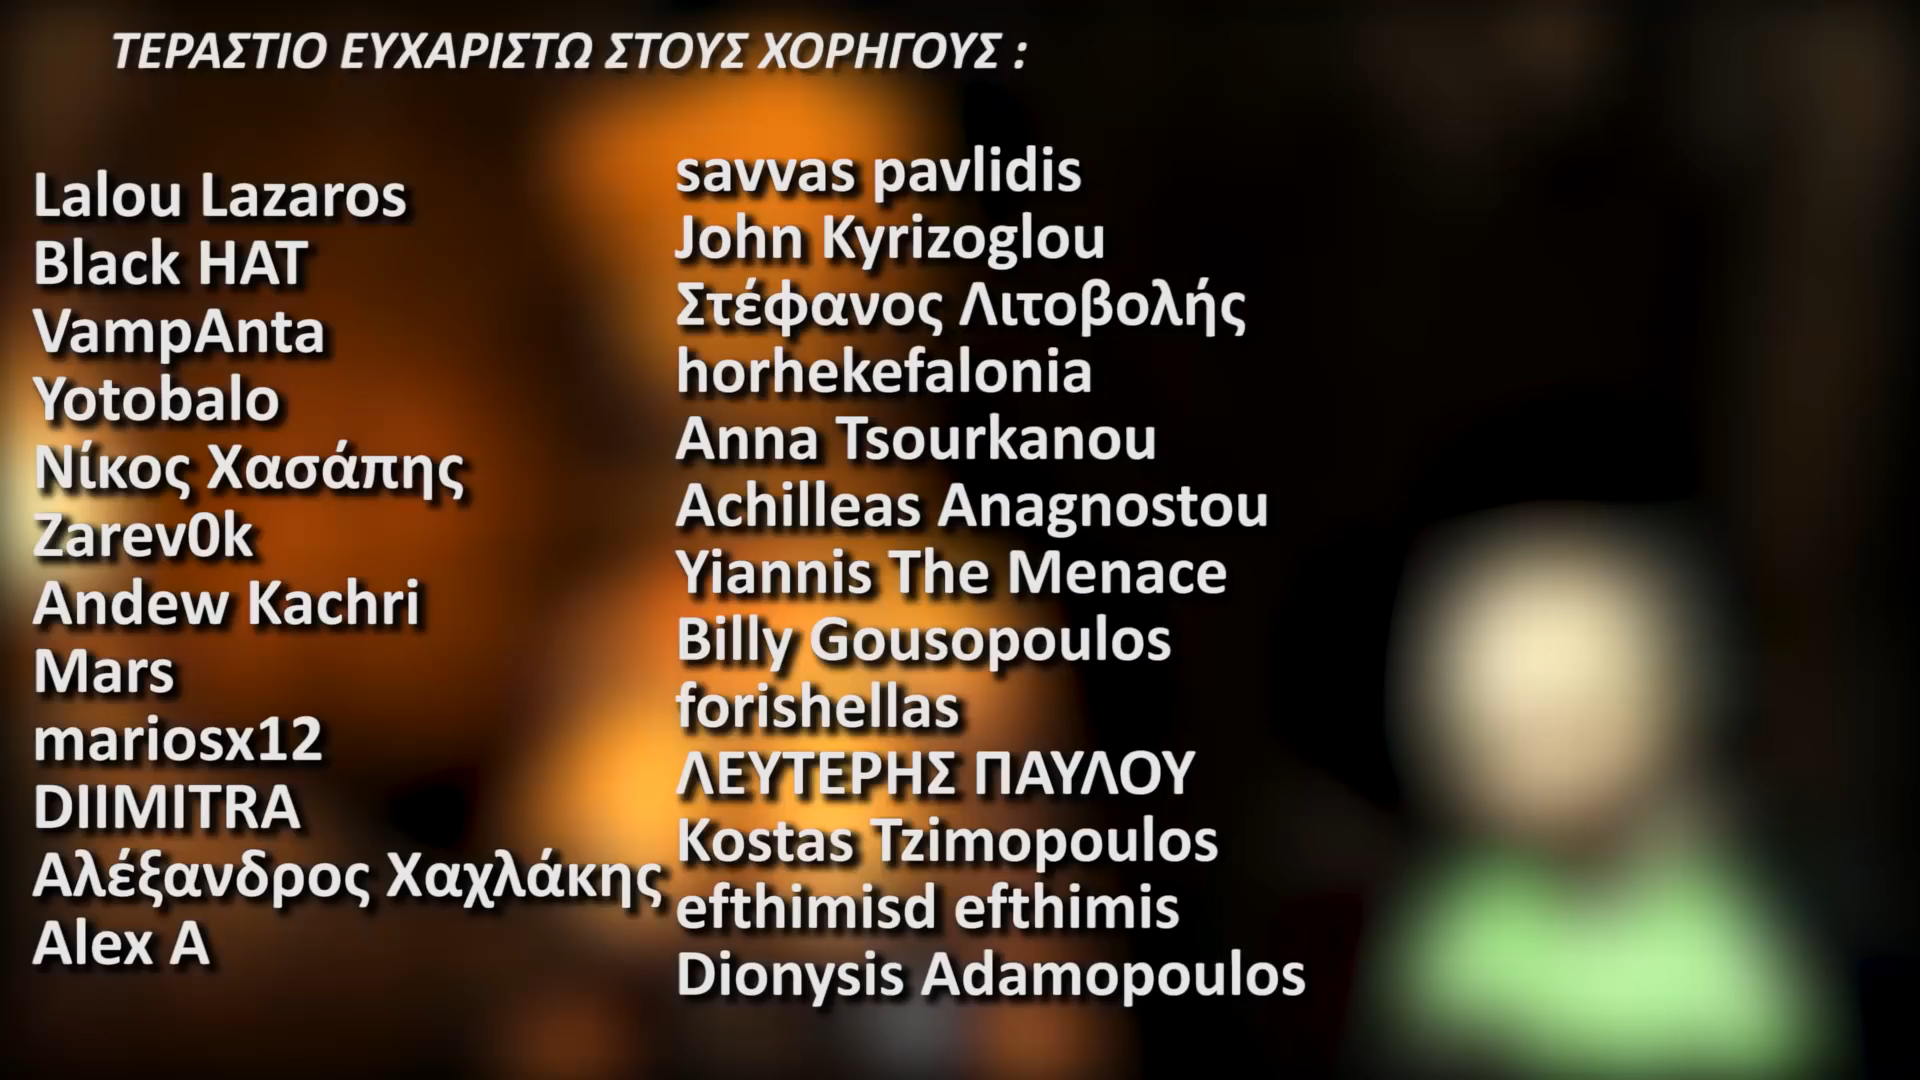 ΤΕΡΑΣΤΙΟ ΕΥΧΑΡΙΣΤΩ ΣΤΟΥΣ ΧΟΡΗΓΟΥΣ :
Lalou Lazaros
Black HAT
VampAnta
Yotobalo
Νίκος Χασάπης
Zarev0k
Andew Kachri
Mars
mariosx12
DIIMITRA
Αλέξανδρος Χαχλάκης
Alex A
savvas pavlidis
John Kyrizoglou
Στέφανος Λιτοβολής
horhekefalonia
Anna Tsourkanou
Achilleas Anagnostou
Yiannis The Menace
Billy Gousopoulos
forishellas
ΛΕΥΤΕΡΗΣ ΠΑΥΛΟΥ
Kostas Tzimopoulos
efthimisd efthimis
Dionysis Adamopoulos